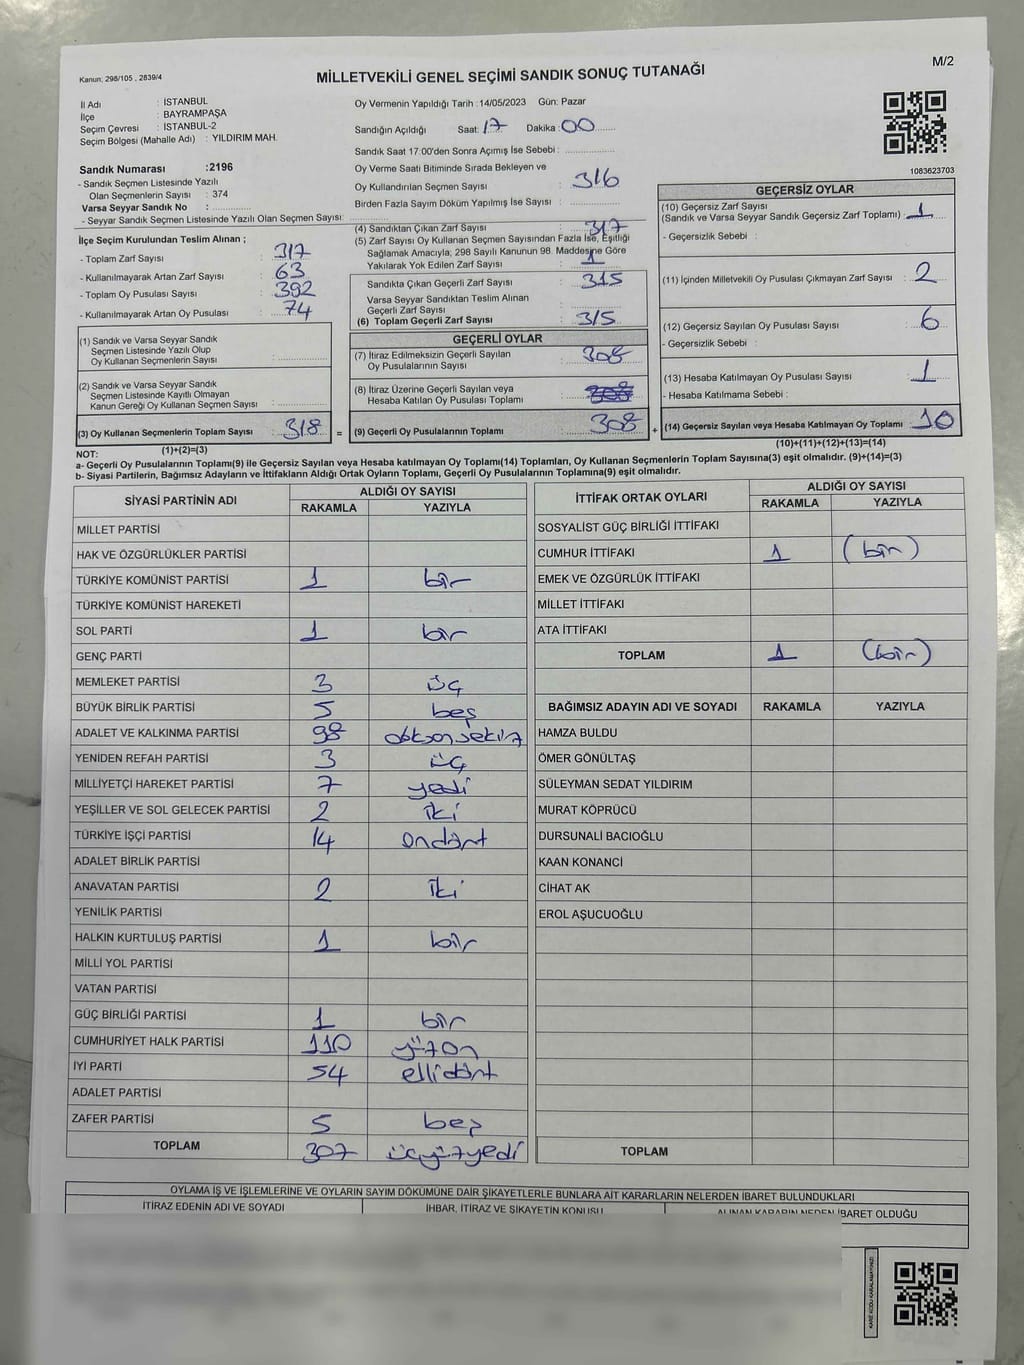 Kanun; 298/105 , 2839/4
MİLLETVEKİLİ GENEL SEÇİMİ SANDIK SONUÇ TUTANAĞI
M/2
İl Adı : İSTANBUL
İlçe : BAYRAMPAŞA
Seçim Çevresi : İSTANBUL-2
Seçim Bölgesi (Mahalle Adı) : YILDIRIM MAH.
Sandık Numarası :2196
- Sandık Seçmen Listesinde Yazılı
Olan Seçmenlerin Sayısı : 374
Varsa Seyyar Sandık No :
- Seyyar Sandık Seçmen Listesinde Yazılı Olan Seçmen Sayısı:
Oy Vermenin Yapıldığı Tarih :14/05/2023 Gün: Pazar
Sandığın Açıldığı Saat: 17 Dakika : 00
Sandık Saat 17:00'den Sonra Açılmış İse Sebebi :
Oy Verme Saati Bitiminde Sırada Bekleyen ve
Oy Kullandırılan Seçmen Sayısı : 316
Birden Fazla Sayım Döküm Yapılmış İse Sayısı :
1083623703
İlçe Seçim Kurulundan Teslim Alınan ;
- Toplam Zarf Sayısı : 317
- Kullanılmayarak Artan Zarf Sayısı : 63
- Toplam Oy Pusulası Sayısı : 392
- Kullanılmayarak Artan Oy Pusulası : 74
(4) Sandıktan Çıkan Zarf Sayısı : 317
(5) Zarf Sayısı Oy Kullanan Seçmen Sayısından Fazla İse, Eşitliği
Sağlamak Amacıyla; 298 Sayılı Kanunun 98. Maddesine Göre
Yakılarak Yok Edilen Zarf Sayısı : 1
Sandıkta Çıkan Geçerli Zarf Sayısı : 315
Varsa Seyyar Sandıktan Teslim Alınan
Geçerli Zarf Sayısı :
(6) Toplam Geçerli Zarf Sayısı : 315
GEÇERSİZ OYLAR
(10) Geçersiz Zarf Sayısı
(Sandık ve Varsa Seyyar Sandık Geçersiz Zarf Toplamı) : 1
- Geçersizlik Sebebi :
(11) İçinden Milletvekili Oy Pusulası Çıkmayan Zarf Sayısı : 2
(12) Geçersiz Sayılan Oy Pusulası Sayısı : 6
- Geçersizlik Sebebi :
(13) Hesaba Katılmayan Oy Pusulası Sayısı : 1
- Hesaba Katılmama Sebebi :
(14) Geçersiz Sayılan veya Hesaba Katılmayan Oy Toplamı : 10
(10)+(11)+(12)+(13)=(14)
(1) Sandık ve Varsa Seyyar Sandık
Seçmen Listesinde Yazılı Olup
Oy Kullanan Seçmenlerin Sayısı :
(2) Sandık ve Varsa Seyyar Sandık
Seçmen Listesinde Kayıtlı Olmayan
Kanun Gereği Oy Kullanan Seçmen Sayısı :
(3) Oy Kullanan Seçmenlerin Toplam Sayısı : 318 =
(1)+(2)=(3)
GEÇERLİ OYLAR
(7) İtiraz Edilmeksizin Geçerli Sayılan
Oy Pusulalarının Sayısı : 308
(8) İtiraz Üzerine Geçerli Sayılan veya
Hesaba Katılan Oy Pusulası Toplamı :
(9) Geçerli Oy Pusulalarının Toplamı : 308 +
NOT:
a- Geçerli Oy Pusulalarının Toplamı(9) ile Geçersiz Sayılan veya Hesaba katılmayan Oy Toplamı(14) Toplamları, Oy Kullanan Seçmenlerin Toplam Sayısına(3) eşit olmalıdır. (9)+(14)=(3)
b- Siyasi Partilerin, Bağımsız Adayların ve İttifakların Aldığı Ortak Oyların Toplamı, Geçerli Oy Pusulalarının Toplamına(9) eşit olmalıdır.
SİYASİ PARTİNİN ADI ALDIĞI OY SAYISI
RAKAMLA YAZIYLA
MİLLET PARTİSİ
HAK VE ÖZGÜRLÜKLER PARTİSİ
TÜRKİYE KOMÜNİST PARTİSİ 1 bir
TÜRKİYE KOMÜNİST HAREKETİ
SOL PARTİ 1 bir
GENÇ PARTİ
MEMLEKET PARTİSİ 3 üç
BÜYÜK BİRLİK PARTİSİ 5 beş
ADALET VE KALKINMA PARTİSİ 98
YENİDEN REFAH PARTİSİ 3 üç
MİLLİYETÇİ HAREKET PARTİSİ 7 yedi
YEŞİLLER VE SOL GELECEK PARTİSİ 2 iki
TÜRKİYE İŞÇİ PARTİSİ 14 ondört
ADALET BİRLİK PARTİSİ
ANAVATAN PARTİSİ 2 iki
YENİLİK PARTİSİ
HALKIN KURTULUŞ PARTİSİ 1 bir
MİLLİ YOL PARTİSİ
VATAN PARTİSİ
GÜÇ BİRLİĞİ PARTİSİ 1 bir
CUMHURİYET HALK PARTİSİ 110 yüzon
İYİ PARTİ 54 ellidört
ADALET PARTİSİ
ZAFER PARTİSİ 5 beş
TOPLAM 307 üçyüzyedi
İTTİFAK ORTAK OYLARI ALDIĞI OY SAYISI
RAKAMLA YAZIYLA
SOSYALİST GÜÇ BİRLİĞİ İTTİFAKI
CUMHUR İTTİFAKI 1 (bir)
EMEK VE ÖZGÜRLÜK İTTİFAKI
MİLLET İTTİFAKI
ATA İTTİFAKI
TOPLAM 1 (bir)
BAĞIMSIZ ADAYIN ADI VE SOYADI RAKAMLA YAZIYLA
HAMZA BULDU
ÖMER GÖNÜLTAŞ
SÜLEYMAN SEDAT YILDIRIM
MURAT KÖPRÜCÜ
DURSUNALİ BACIOĞLU
KAAN KONANCİ
CİHAT AK
EROL AŞUCUOĞLU
TOPLAM
OYLAMA İŞ VE İŞLEMLERİNE VE OYLARIN SAYIM DÖKÜMÜNE DAİR ŞİKAYETLERLE BUNLARA AİT KARARLARIN NELERDEN İBARET BULUNDUKLARI
İTİRAZ EDENİN ADI VE SOYADI İHBAR, İTİRAZ VE ŞİKAYETİN KONUSU ALINAN KARARIN NEDEN İBARET OLDUĞU
KARE KODU KARALAMAYINIZ!